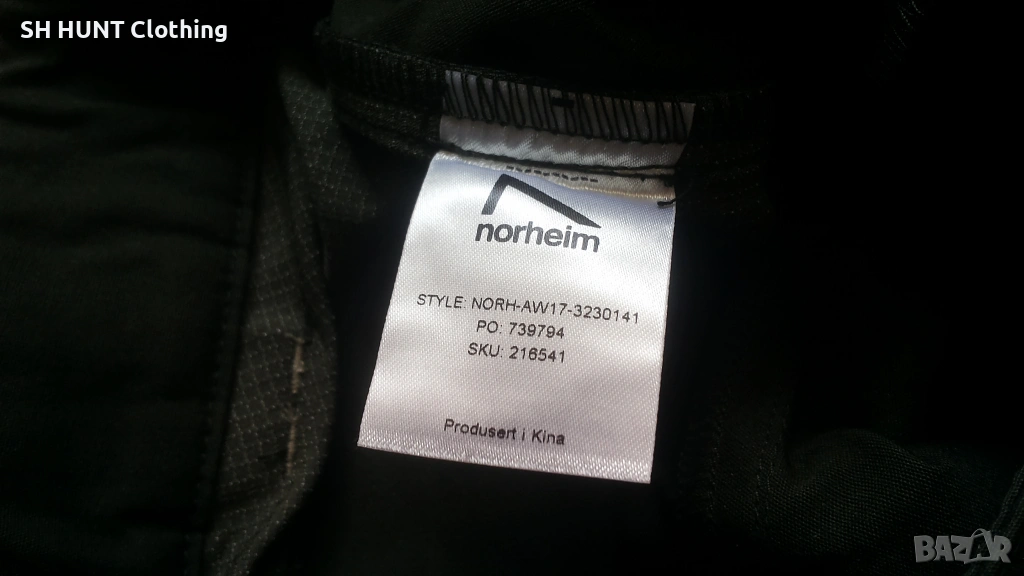 SH HUNT Clothing
norheim
STYLE: NORH-AW17-3230141
PO: 739794
SKU: 216541
Produsert i Kina
BAZAR